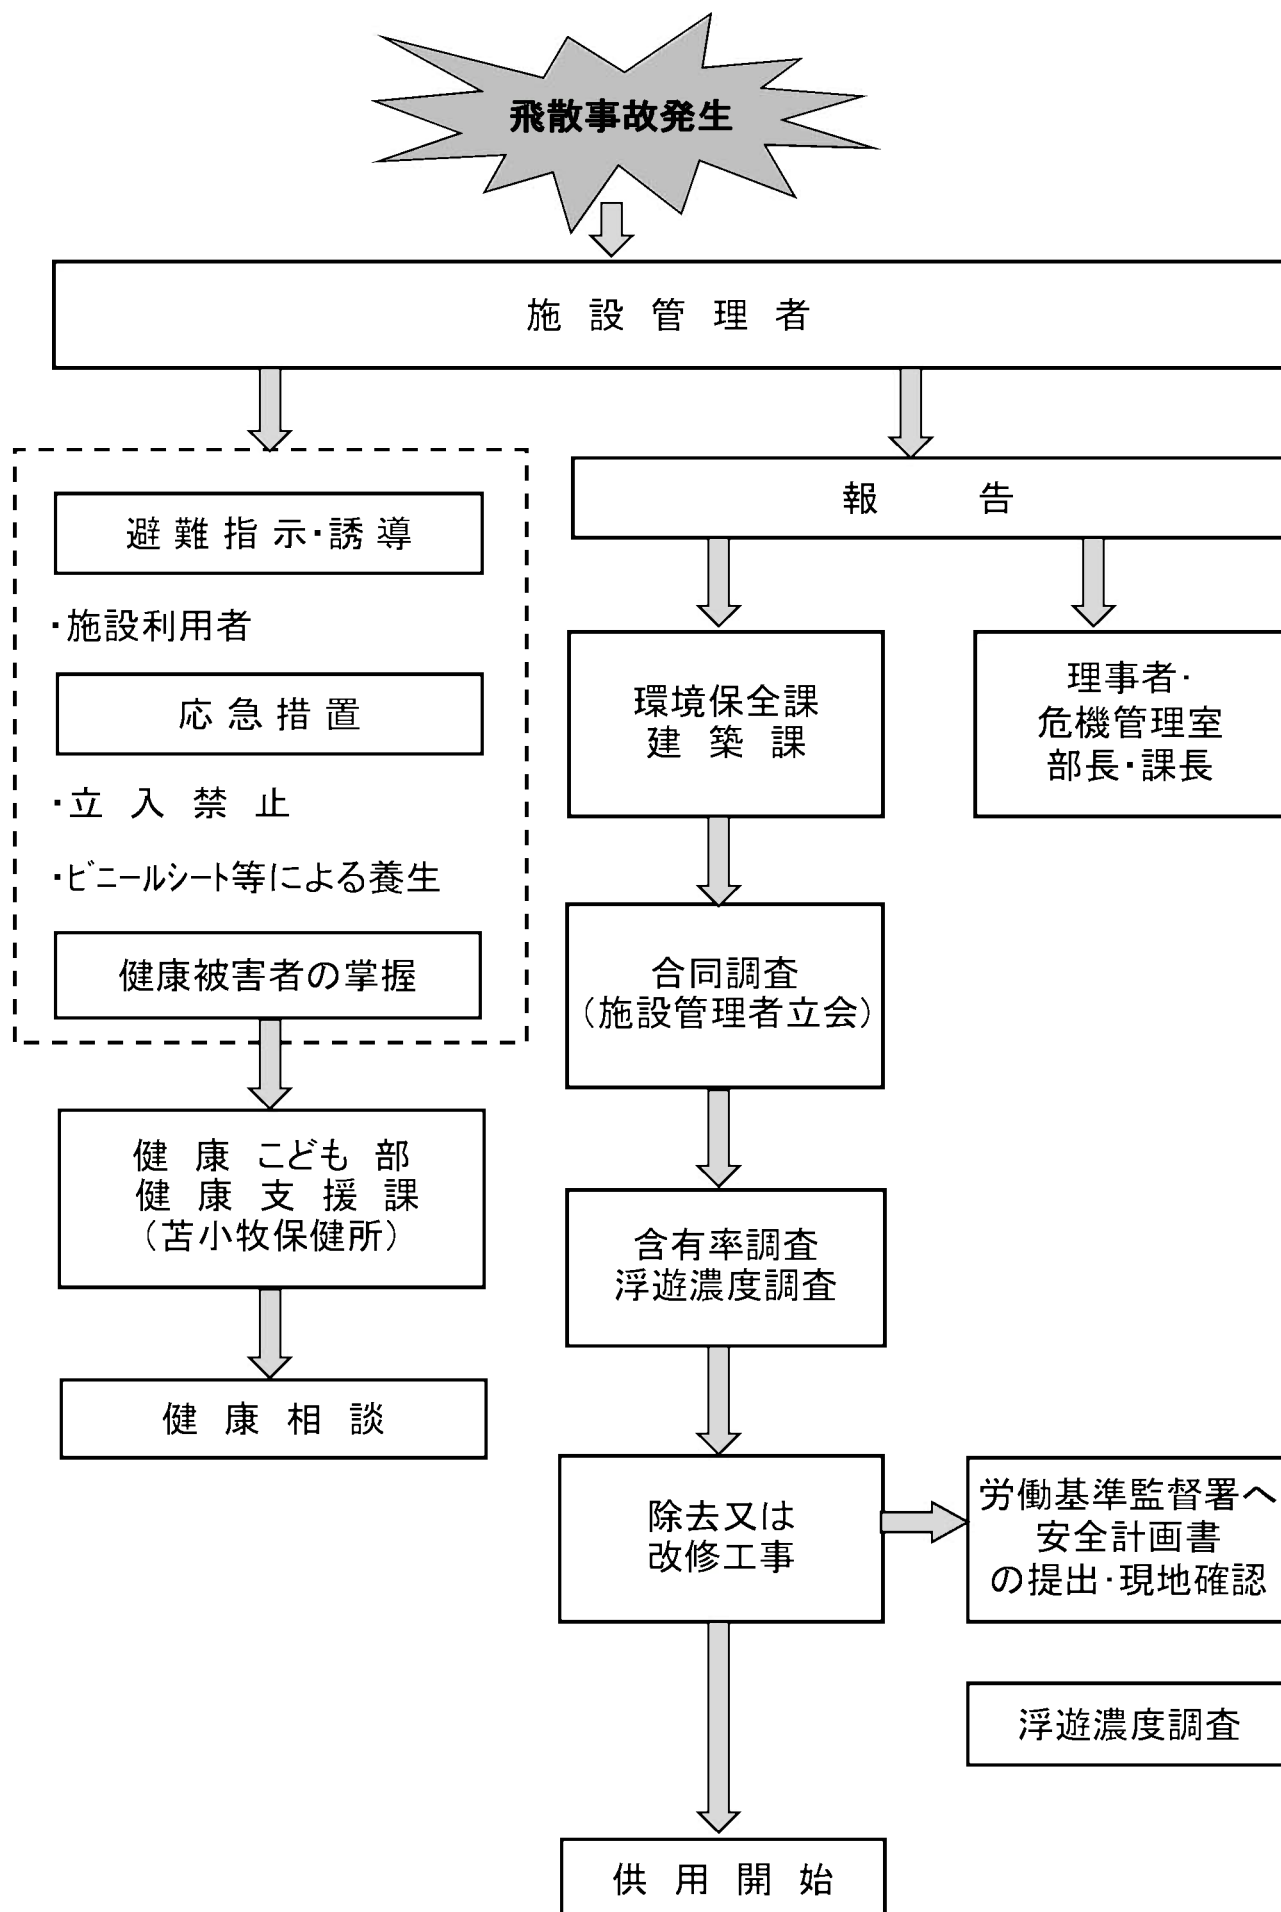 飛散事故発生
施設管理者
避難指示・誘導
・施設利用者
応急措置
・立入禁止
・ﾋﾞﾆｰﾙｼｰﾄ等による養生
健康被害者の掌握
健康こども部
健康支援課
（苫小牧保健所）
健康相談
報告
環境保全課
建築課
理事者・
危機管理室
部長・課長
合同調査
（施設管理者立会）
含有率調査
浮遊濃度調査
除去又は
改修工事
労働基準監督署へ
安全計画書
の提出・現地確認
浮遊濃度調査
供用開始